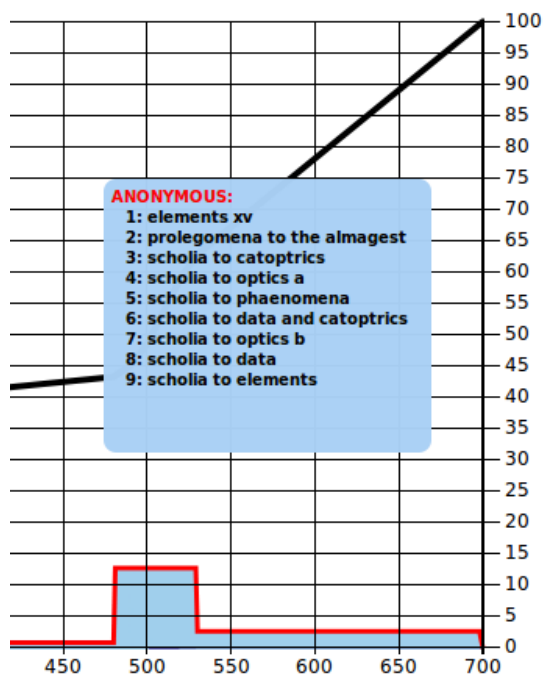 100
95
90
85
80
75
70
65
60
55
50
45
40
35
30
25
20
15
10
5
0
ANONYMOUS:
1: elements xv
2: prolegomena to the almagest
3: scholia to catoptrics
4: scholia to optics a
5: scholia to phaenomena
6: scholia to data and catoptrics
7: scholia to optics b
8: scholia to data
9: scholia to elements
450 500 550 600 650 700